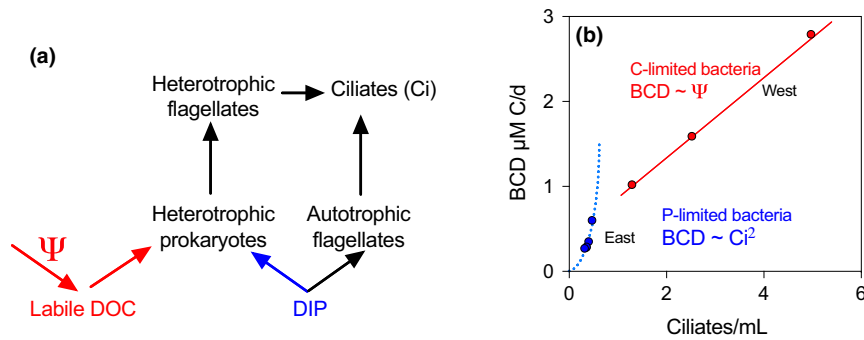 (a)
Heterotrophic
flagellates
Ciliates (Ci)
Heterotrophic
prokaryotes
Autotrophic
flagellates
Ψ
Labile DOC
DIP
(b)
BCD µM C/d
3
2
1
0
C-limited bacteria
BCD ~ Ψ
West
P-limited bacteria
BCD ~ Ci²
East
0 2 4 6
Ciliates/mL